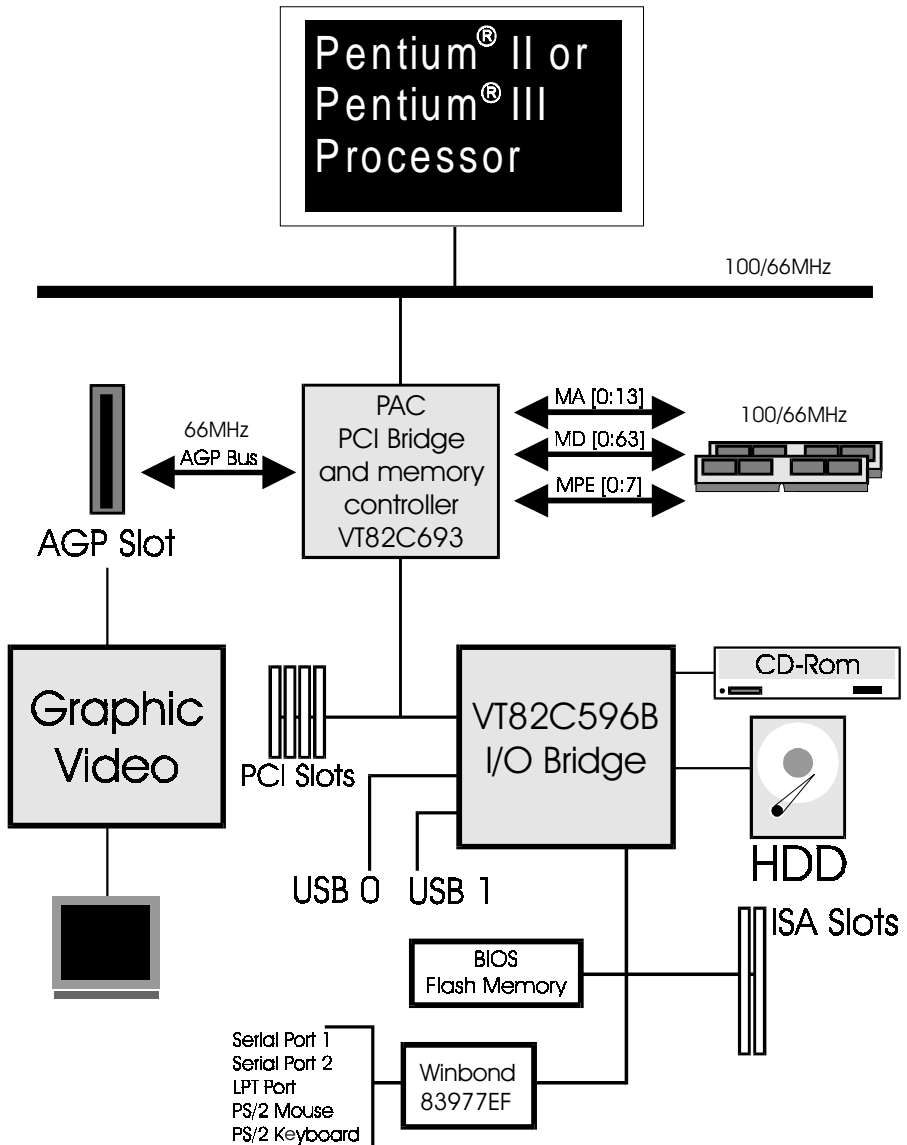 Pentium® II or
Pentium® III
Processor
100/66MHz
PAC
PCI Bridge
and memory
controller
VT82C693
MA [0:13]
MD [0:63]
MPE [0:7]
100/66MHz
66MHz
AGP Bus
AGP Slot
Graphic
Video
PCI Slots
VT82C596B
I/O Bridge
CD-Rom
HDD
USB 0
USB 1
ISA Slots
BIOS
Flash Memory
Serial Port 1
Serial Port 2
LPT Port
PS/2 Mouse
PS/2 Keyboard
Winbond
83977EF